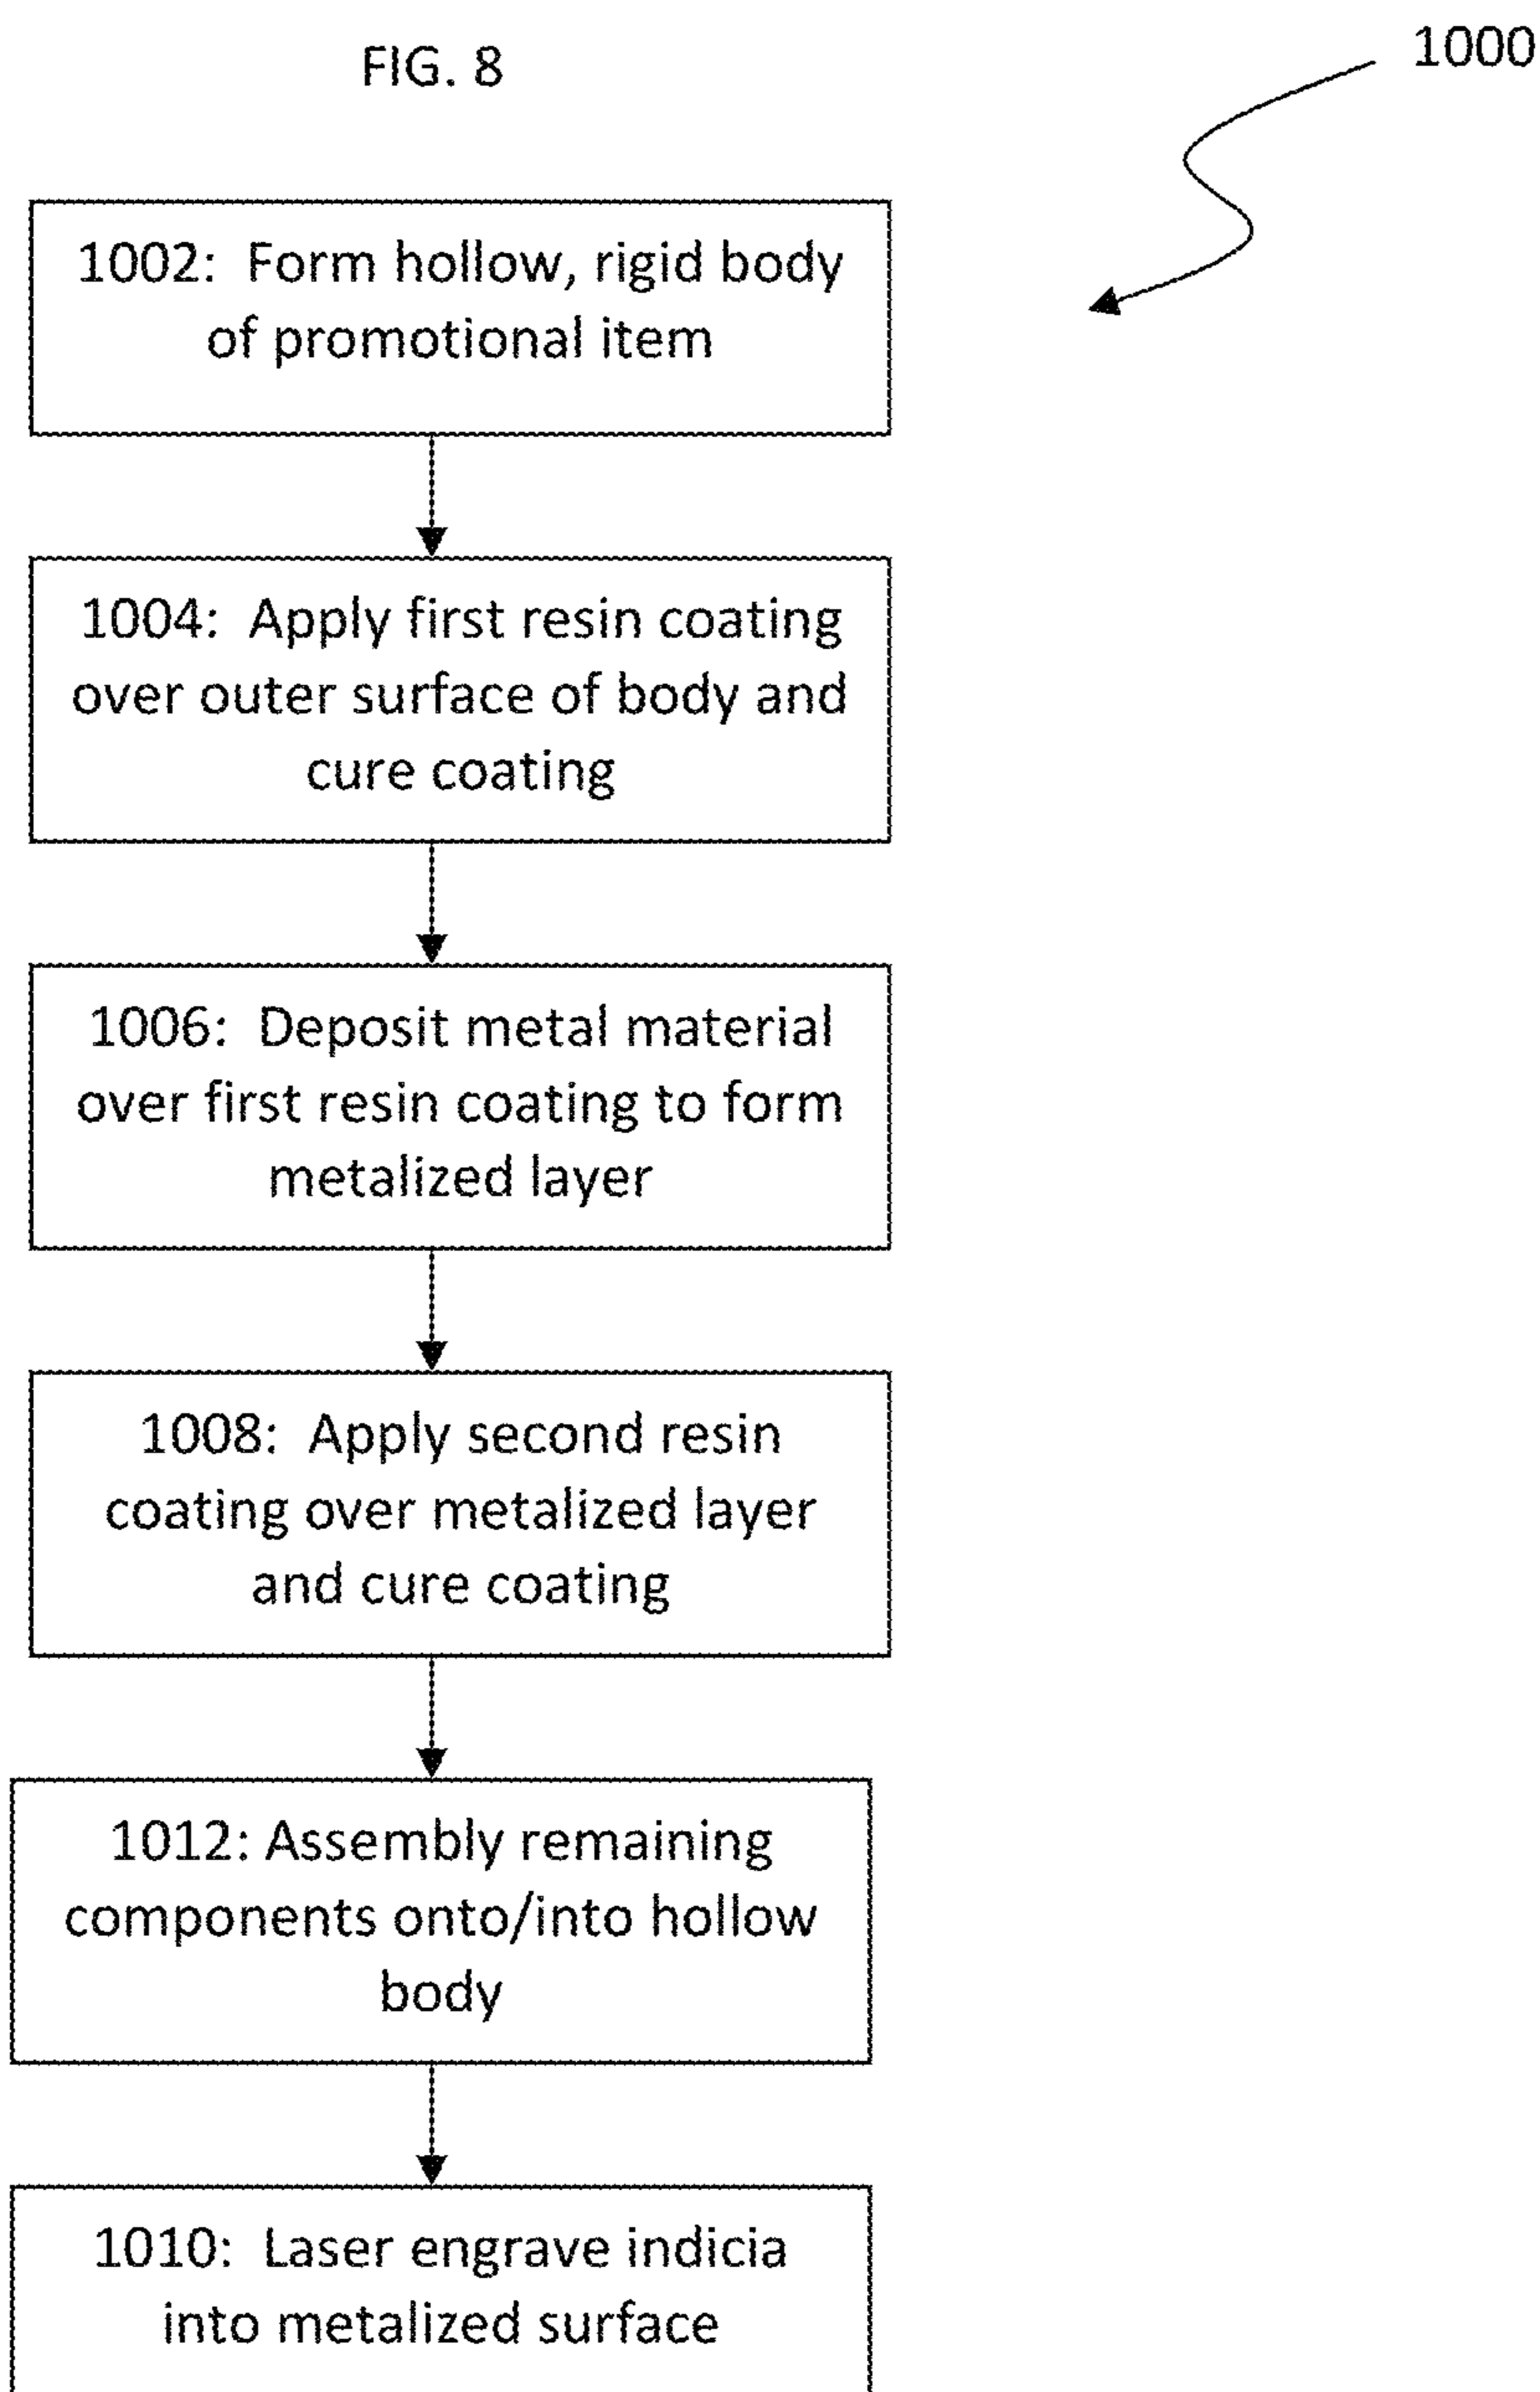 FIG. 8
1000
1002:  Form hollow, rigid body
of promotional item
1004:  Apply first resin coating
over outer surface of body and
cure coating
1006:  Deposit metal material
over first resin coating to form
metalized layer
1008:  Apply second resin
coating over metalized layer
and cure coating
1012: Assembly remaining
components onto/into hollow
body
1010:  Laser engrave indicia
into metalized surface